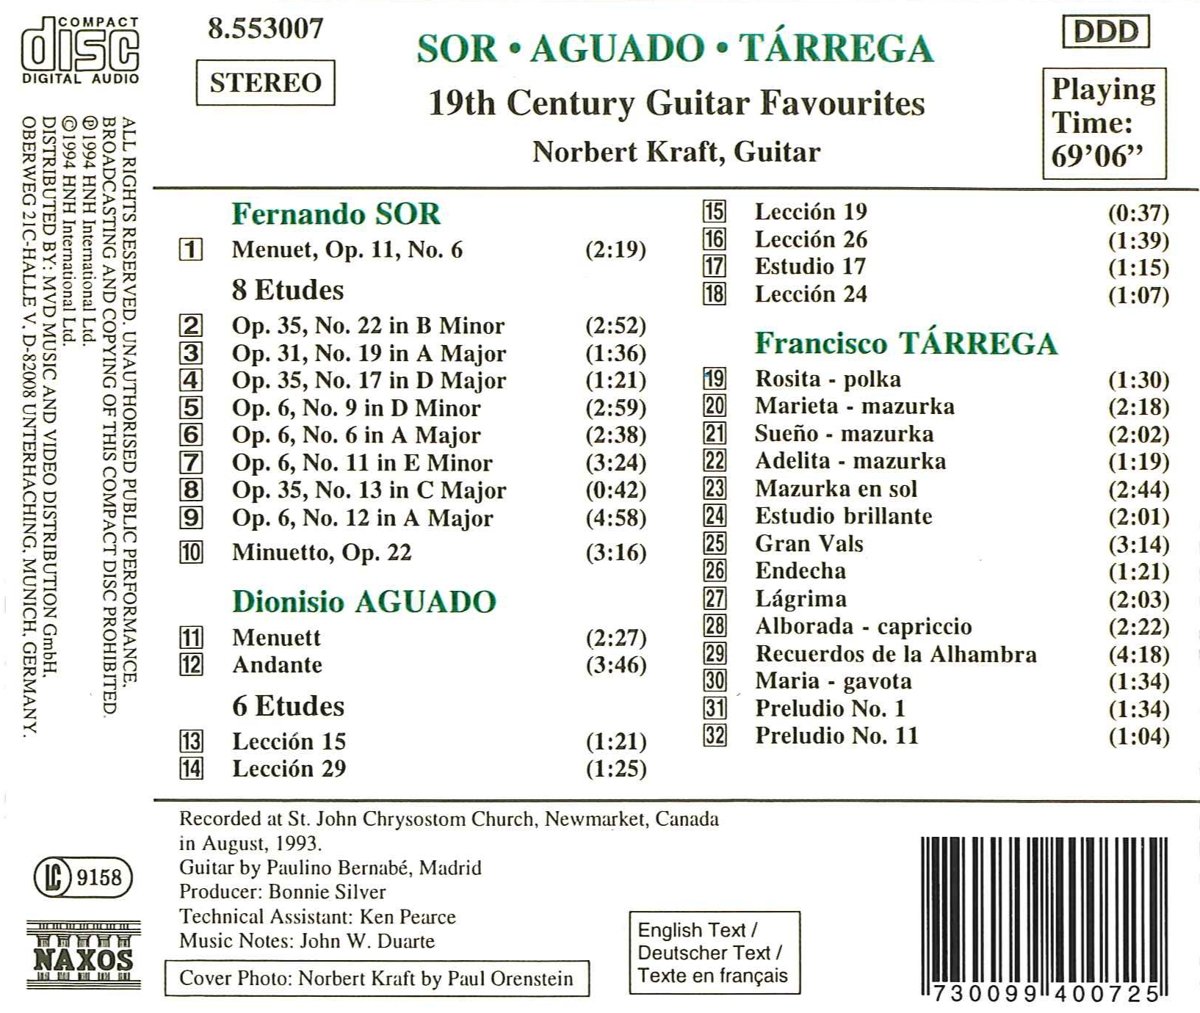 COMPACT
disc
DIGITAL AUDIO
8.553007
STEREO
SOR • AGUADO • TÁRREGA
19th Century Guitar Favourites
Norbert Kraft, Guitar
DDD
Playing
Time:
69’06”
ALL RIGHTS RESERVED. UNAUTHORISED PUBLIC PERFORMANCE,
BROADCASTING AND COPYING OF THIS COMPACT DISC PROHIBITED.
℗1994 HNH International Ltd.
©1994 HNH International Ltd.
DISTRIBUTED BY: MVD MUSIC AND VIDEO DISTRIBUTION GmbH,
OBERWEG 21C-HALLE V. D-82008 UNTERHACHING. MUNICH. GERMANY.
Fernando SOR
1 Menuet, Op. 11, No. 6 (2:19)
8 Etudes
2 Op. 35, No. 22 in B Minor (2:52)
3 Op. 31, No. 19 in A Major (1:36)
4 Op. 35, No. 17 in D Major (1:21)
5 Op. 6, No. 9 in D Minor (2:59)
6 Op. 6, No. 6 in A Major (2:38)
7 Op. 6, No. 11 in E Minor (3:24)
8 Op. 35, No. 13 in C Major (0:42)
9 Op. 6, No. 12 in A Major (4:58)
10 Minuetto, Op. 22 (3:16)
Dionisio AGUADO
11 Menuett (2:27)
12 Andante (3:46)
6 Etudes
13 Lección 15 (1:21)
14 Lección 29 (1:25)
15 Lección 19 (0:37)
16 Lección 26 (1:39)
17 Estudio 17 (1:15)
18 Lección 24 (1:07)
Francisco TÁRREGA
19 Rosita - polka (1:30)
20 Marieta - mazurka (2:18)
21 Sueño - mazurka (2:02)
22 Adelita - mazurka (1:19)
23 Mazurka en sol (2:44)
24 Estudio brillante (2:01)
25 Gran Vals (3:14)
26 Endecha (1:21)
27 Lágrima (2:03)
28 Alborada - capriccio (2:22)
29 Recuerdos de la Alhambra (4:18)
30 Maria - gavota (1:34)
31 Preludio No. 1 (1:34)
32 Preludio No. 11 (1:04)
Recorded at St. John Chrysostom Church, Newmarket, Canada
in August, 1993.
Guitar by Paulino Bernabé, Madrid
Producer: Bonnie Silver
Technical Assistant: Ken Pearce
Music Notes: John W. Duarte
Cover Photo: Norbert Kraft by Paul Orenstein
LC 9158
NAXOS
English Text /
Deutscher Text /
Texte en français
730099 400725